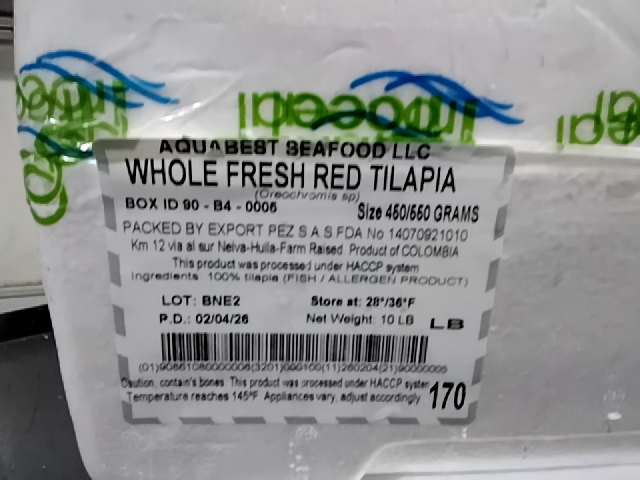 AQUABEST SEAFOOD LLC
WHOLE FRESH RED TILAPIA
(Oreochromis sp)
BOX ID 90 - B4 - 0005 Size 450/550 GRAMS
PACKED BY EXPORT PEZ S.A.S FDA No 14070921010
Km 12 via al sur Neiva-Huila-Farm Raised. Product of COLOMBIA
This product was processed under HACCP system
Ingredients: 100% tilapia (FISH / ALLERGEN PRODUCT)
LOT: BNE2 Store at: 28°/36°F
P.D.: 02/04/26 Net Weight: 10 LB LB
Caution, contain's bones. This product was processed under HACCP system
Temperature reaches 145ºF. Appliances vary, adjust accordingly 170